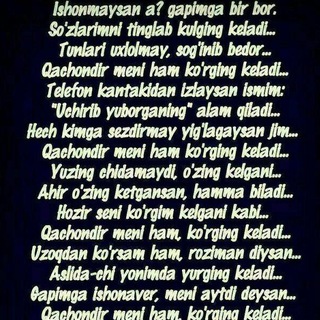 Ishonmaysan a? gapimga bir bor.
So'zlarimni tinglab kulging keladi...
Tunlari uxlolmay, sog'inib bedor...
Qachondir meni ham ko'rging keladi...
Telefon kantakidan izlaysan ismim:
"Uchirib yuborganing" alam qiladi...
Hech kimga sezdirmay yig'lagaysan jim...
Qachondir meni ham ko'rging keladi...
Yuzing chidamaydi, o'zing kelgani...
Ahir o'zing ketgansan, hamma biladi...
Hozir seni ko'rgim kelgani kabi...
Qachondir meni ham, ko'rging keladi...
Uzoqdan ko'rsam ham, roziman diysan...
Aslida-chi yonimda yurging keladi...
Gapimga ishonaver, meni aytdi deysan...
Qachondir meni ham ko'rging keladi...